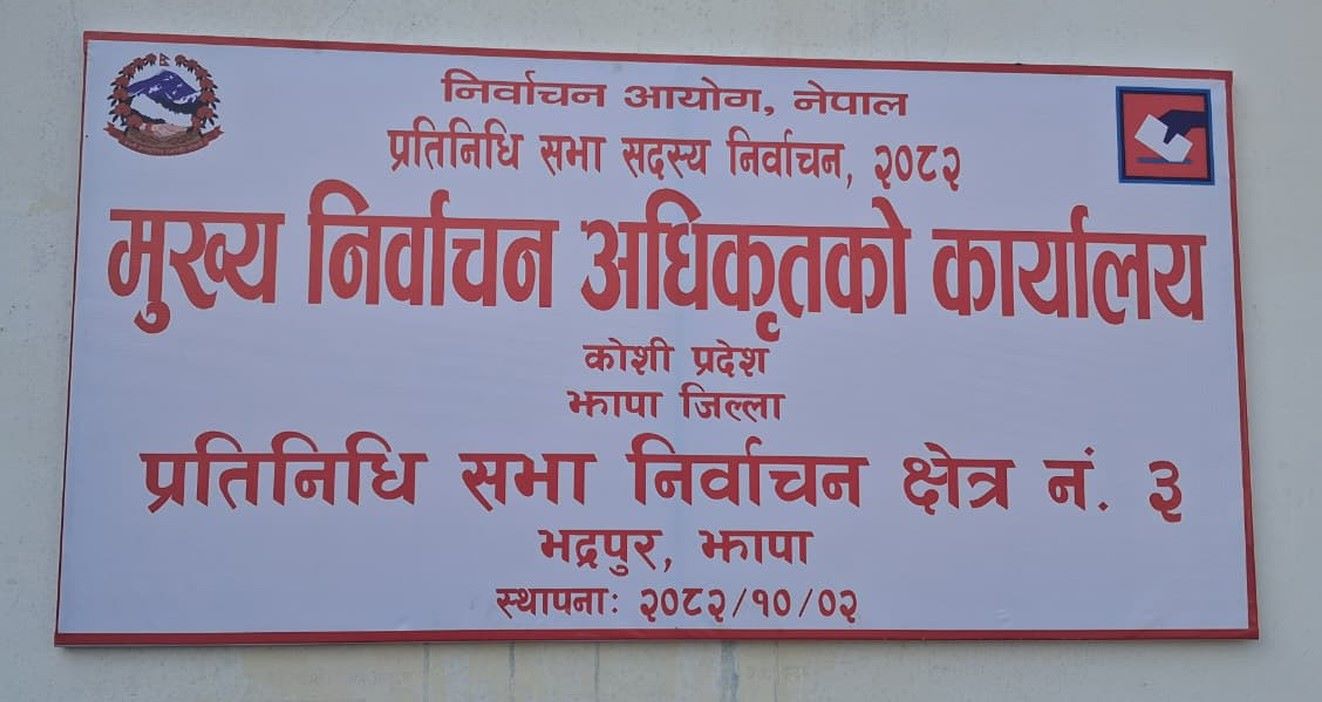 निर्वाचन आयोग, नेपाल
प्रतिनिधि सभा सदस्य निर्वाचन, २०८२
मुख्य निर्वाचन अधिकृतको कार्यालय
कोशी प्रदेश
झापा जिल्ला
प्रतिनिधि सभा निर्वाचन क्षेत्र नं. ३
भद्रपुर, झापा
स्थापनाः २०८२/१०/०२